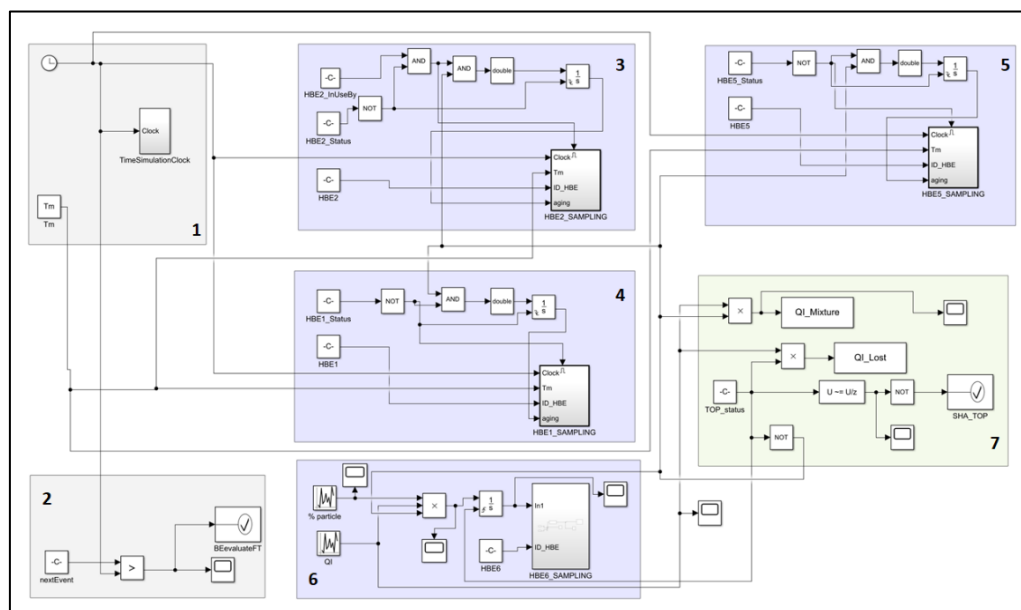 Clock
TimeSimulationClock
Tm
Tm
1
-C-
HBE2_InUseBy
-C-
HBE2_Status
NOT
AND
AND
double
1
s
-C-
HBE2
Clock
Tm
ID_HBE
aging
HBE2_SAMPLING
3
-C-
HBE5_Status
NOT
AND
double
1
s
-C-
HBE5
Clock
Tm
ID_HBE
aging
HBE5_SAMPLING
5
-C-
HBE1_Status
NOT
AND
double
1
s
-C-
HBE1
Clock
Tm
ID_HBE
aging
HBE1_SAMPLING
4
×
QI_Mixture
×
QI_Lost
-C-
TOP_status
U ~= U/z
NOT
SHA_TOP
NOT
7
2
-C-
nextEvent
>
BEevaluateFT
% particle
QI
×
1
s
-C-
HBE6
In1
ID_HBE
HBE6_SAMPLING
6